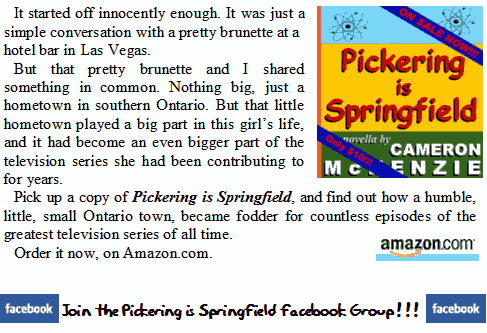 It started off innocently enough. It was just a
simple conversation with a pretty brunette at a
hotel bar in Las Vegas.
But that pretty brunette and I shared
something in common. Nothing big, just a
hometown in southern Ontario. But that little
hometown played a big part in this girl's life,
and it had become an even bigger part of the
television series she had been contributing to
for years.
ON SALE NOW!!!
Pickering
is
Springfield
novella by
Only $10!!!
CAMERON
McKENZIE
Pick up a copy of Pickering is Springfield, and find out how a humble,
little, small Ontario town, became fodder for countless episodes of the
greatest television series of all time.
Order it now, on Amazon.com.
amazon.com
facebook Join the Pickering is Springfield Facebook Group!!! facebook